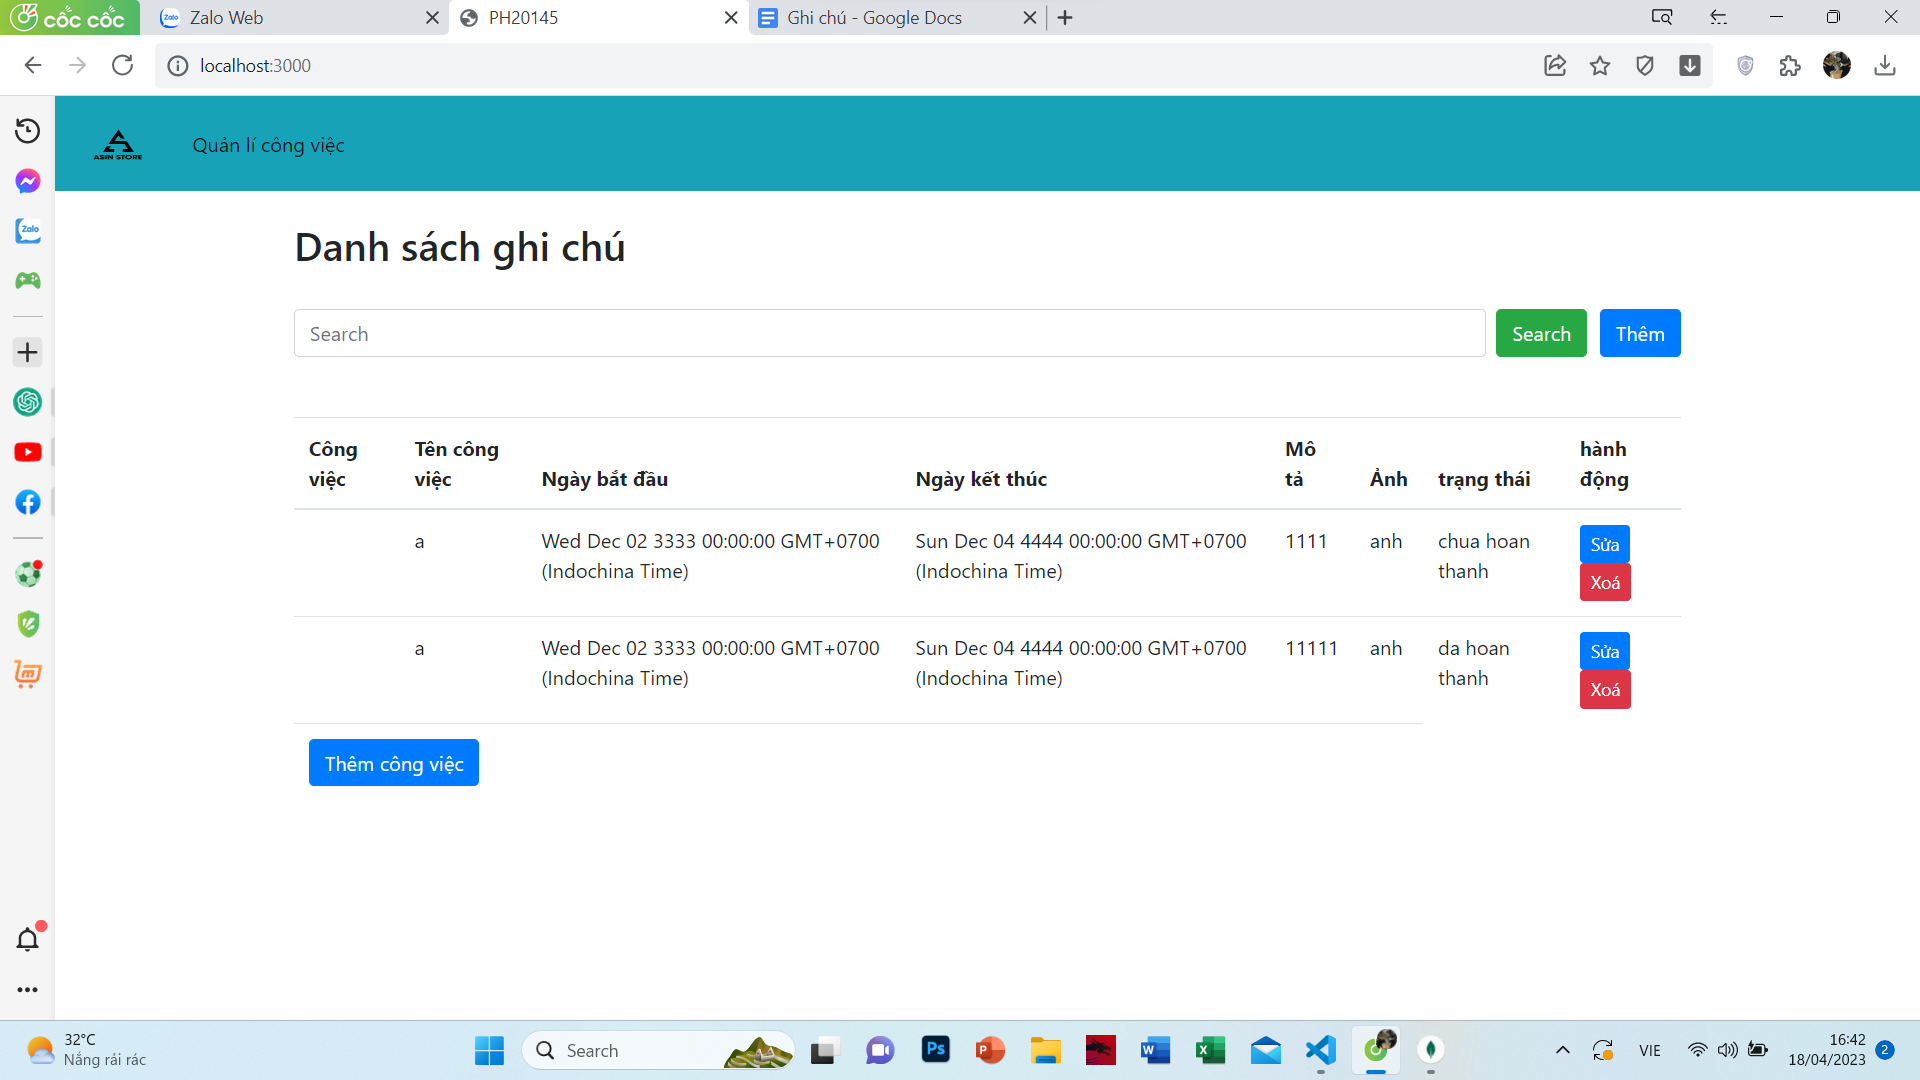 cốc cốc
Zalo Web
PH20145
Ghi chú - Google Docs
localhost:3000
ASIN STORE
Quản lí công việc
Danh sách ghi chú
Search
Search
Thêm
Công việc
Tên công việc
Ngày bắt đầu
Ngày kết thúc
Mô tả
Ảnh
trạng thái
hành động
a
Wed Dec 02 3333 00:00:00 GMT+0700
(Indochina Time)
Sun Dec 04 4444 00:00:00 GMT+0700
(Indochina Time)
1111
anh
chua hoan
thanh
Sửa
Xoá
a
Wed Dec 02 3333 00:00:00 GMT+0700
(Indochina Time)
Sun Dec 04 4444 00:00:00 GMT+0700
(Indochina Time)
11111
anh
da hoan
thanh
Sửa
Xoá
Thêm công việc
32°C
Nắng rải rác
Search
VIE
16:42
18/04/2023
2